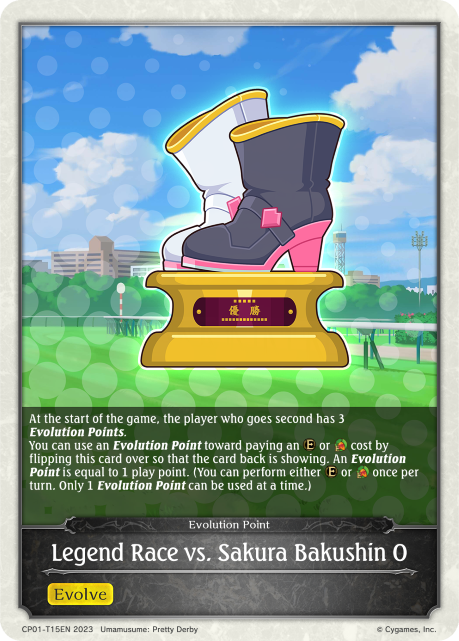 優勝
At the start of the game, the player who goes second has 3
Evolution Points.
You can use an Evolution Point toward paying an E or cost by
flipping this card over so that the card back is showing. An Evolution
Point is equal to 1 play point. (You can perform either E or once per
turn. Only 1 Evolution Point can be used at a time.)
Evolution Point
Legend Race vs. Sakura Bakushin O
Evolve
CP01-T15EN 2023 Umamusume: Pretty Derby
© Cygames, Inc.